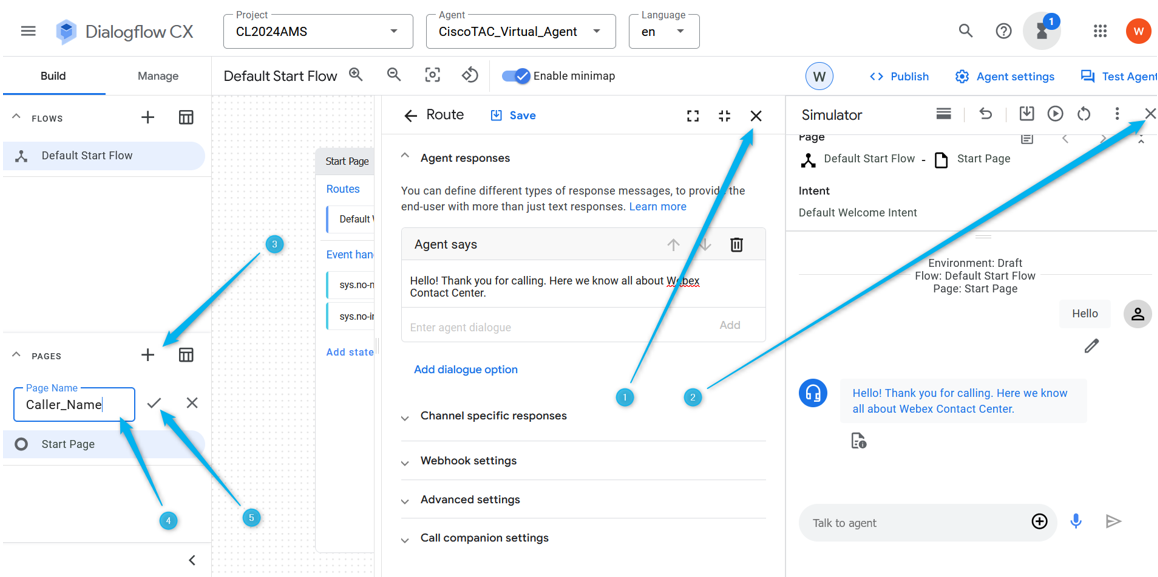 Dialogflow CX
Project
CL2024AMS
Agent
CiscoTAC_Virtual_Agent
Language
en
1
W
Build
Manage
Default Start Flow
Enable minimap
W
Publish
Agent settings
Test Agent
FLOWS
Default Start Flow
3
PAGES
Page Name
Caller_Name
Start Page
4
5
Start Page
Routes
Default W
Event han
sys.no-n
sys.no-in
Add state
Route
Save
Agent responses
You can define different types of response messages, to provide the
end-user with more than just text responses. Learn more
Agent says
Hello! Thank you for calling. Here we know all about Webex
Contact Center.
Enter agent dialogue
Add
Add dialogue option
1
2
Channel specific responses
Webhook settings
Advanced settings
Call companion settings
Simulator
Page
Default Start Flow - Start Page
Intent
Default Welcome Intent
Environment: Draft
Flow: Default Start Flow
Page: Start Page
Hello
Hello! Thank you for calling. Here we know
all about Webex Contact Center.
Talk to agent